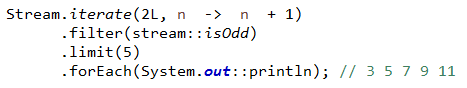 Stream.iterate(2L, n -> n + 1)
.filter(stream::isOdd)
.limit(5)
.forEach(System.out::println); // 3 5 7 9 11